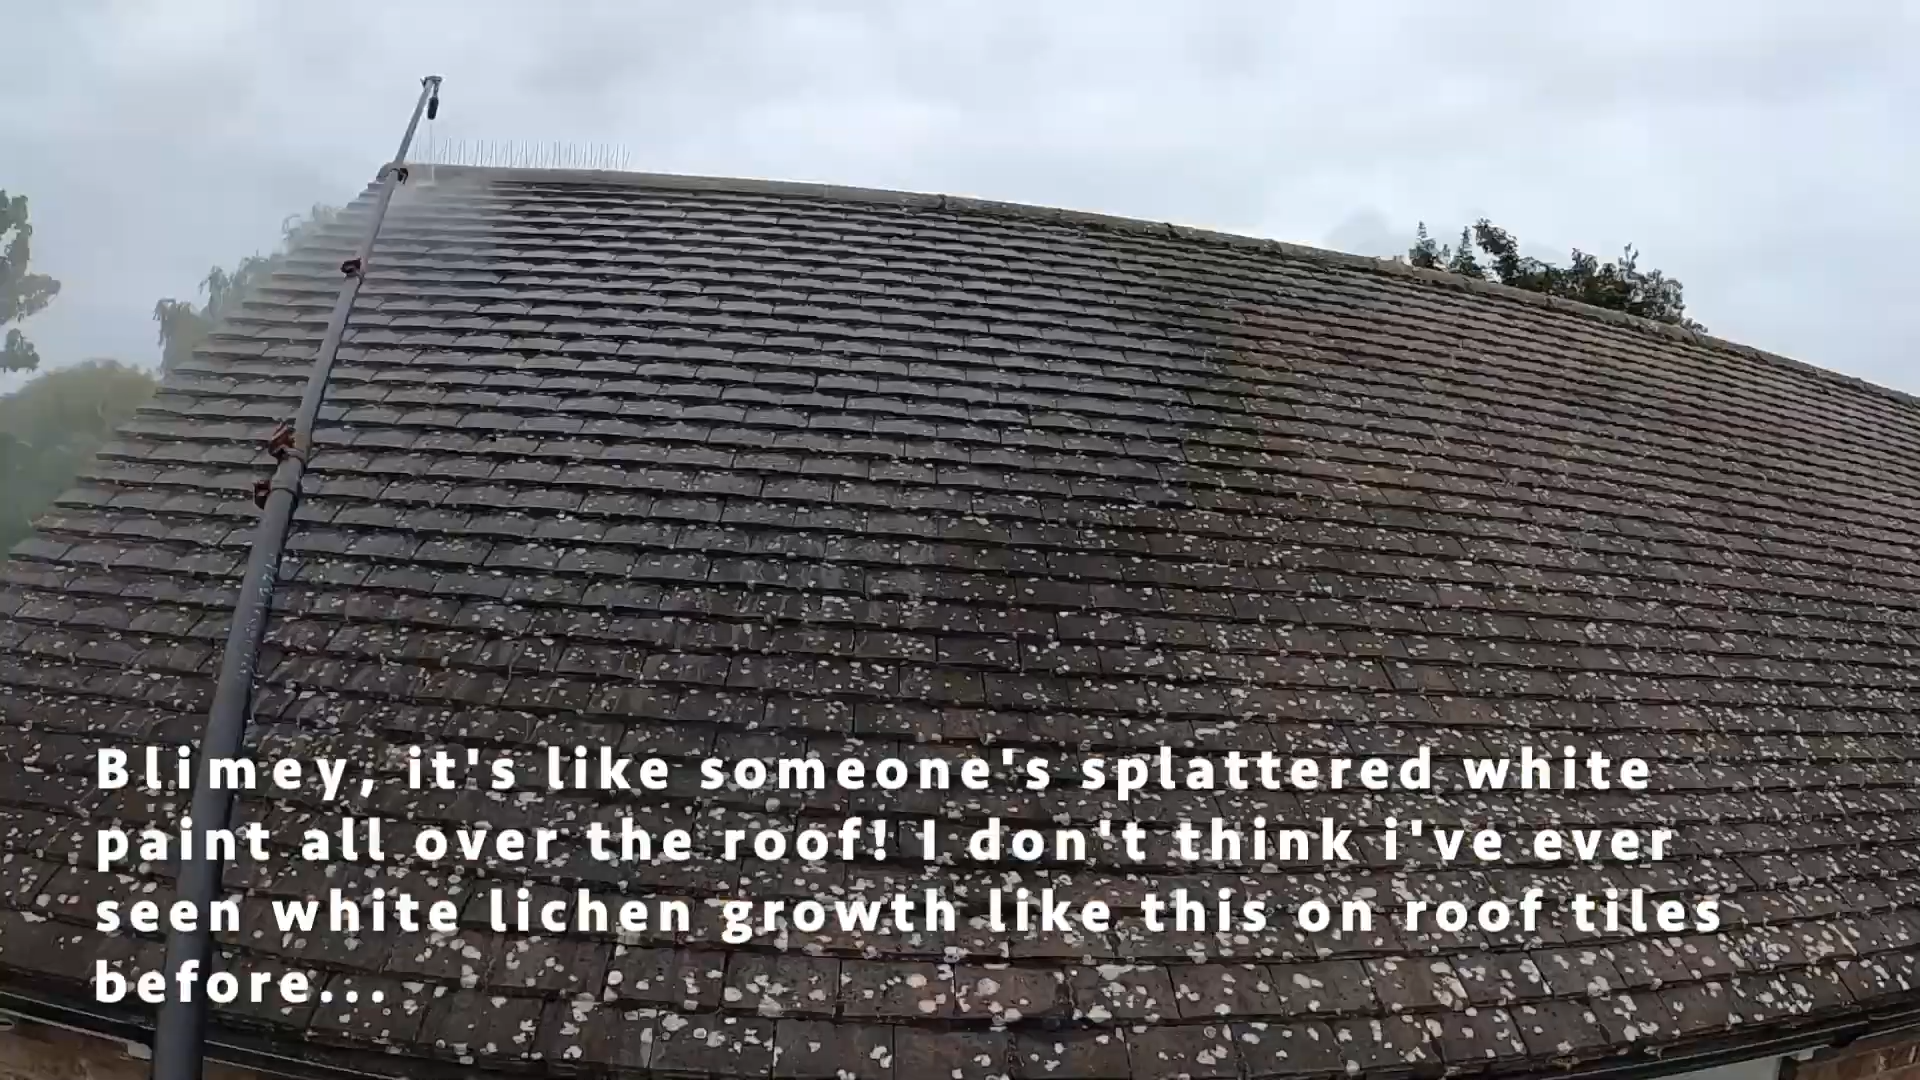 Blimey, it's like someone's splattered white
paint all over the roof! I don't think i've ever
seen white lichen growth like this on roof tiles
before...